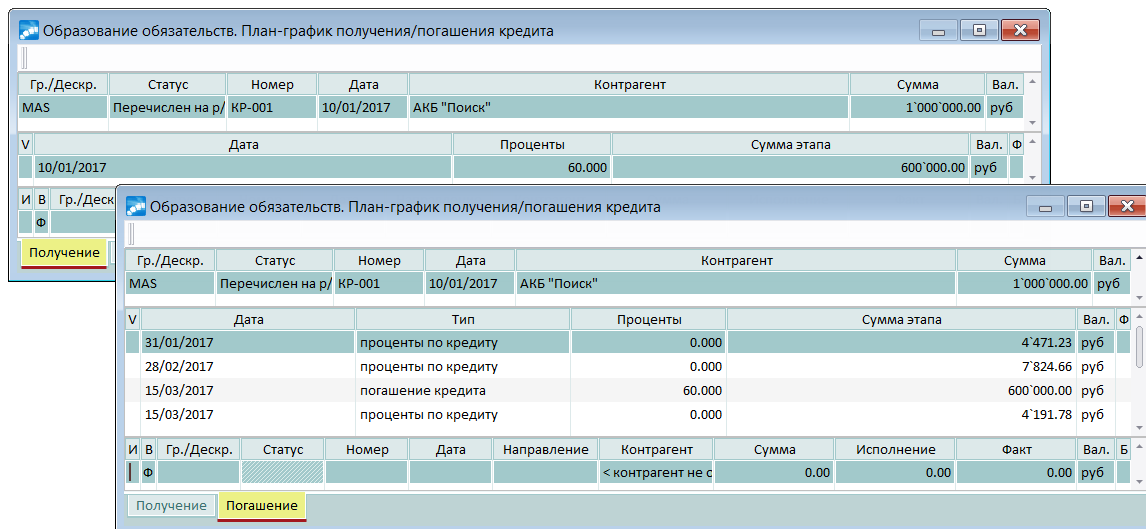 Образование обязательств. План-график получения/погашения кредита
Гр./Дескр. Статус Номер Дата Контрагент Сумма Вал.
MAS Перечислен на р/ КР-001 10/01/2017 АКБ "Поиск" 1`000`000.00 руб
V Дата Проценты Сумма этапа Вал. Ф
10/01/2017 60.000 600`000.00 руб
И В Гр./Деск
Ф
Получение
Образование обязательств. План-график получения/погашения кредита
Гр./Дескр. Статус Номер Дата Контрагент Сумма Вал.
MAS Перечислен на р/ КР-001 10/01/2017 АКБ "Поиск" 1`000`000.00 руб
V Дата Тип Проценты Сумма этапа Вал. Ф
31/01/2017 проценты по кредиту 0.000 4`471.23 руб
28/02/2017 проценты по кредиту 0.000 7`824.66 руб
15/03/2017 погашение кредита 60.000 600`000.00 руб
15/03/2017 проценты по кредиту 0.000 4`191.78 руб
И В Гр./Дескр. Статус Номер Дата Направление Контрагент Сумма Исполнение Факт Вал. Б
Ф < контрагент не о 0.00 0.00 0.00 руб
Получение Погашение